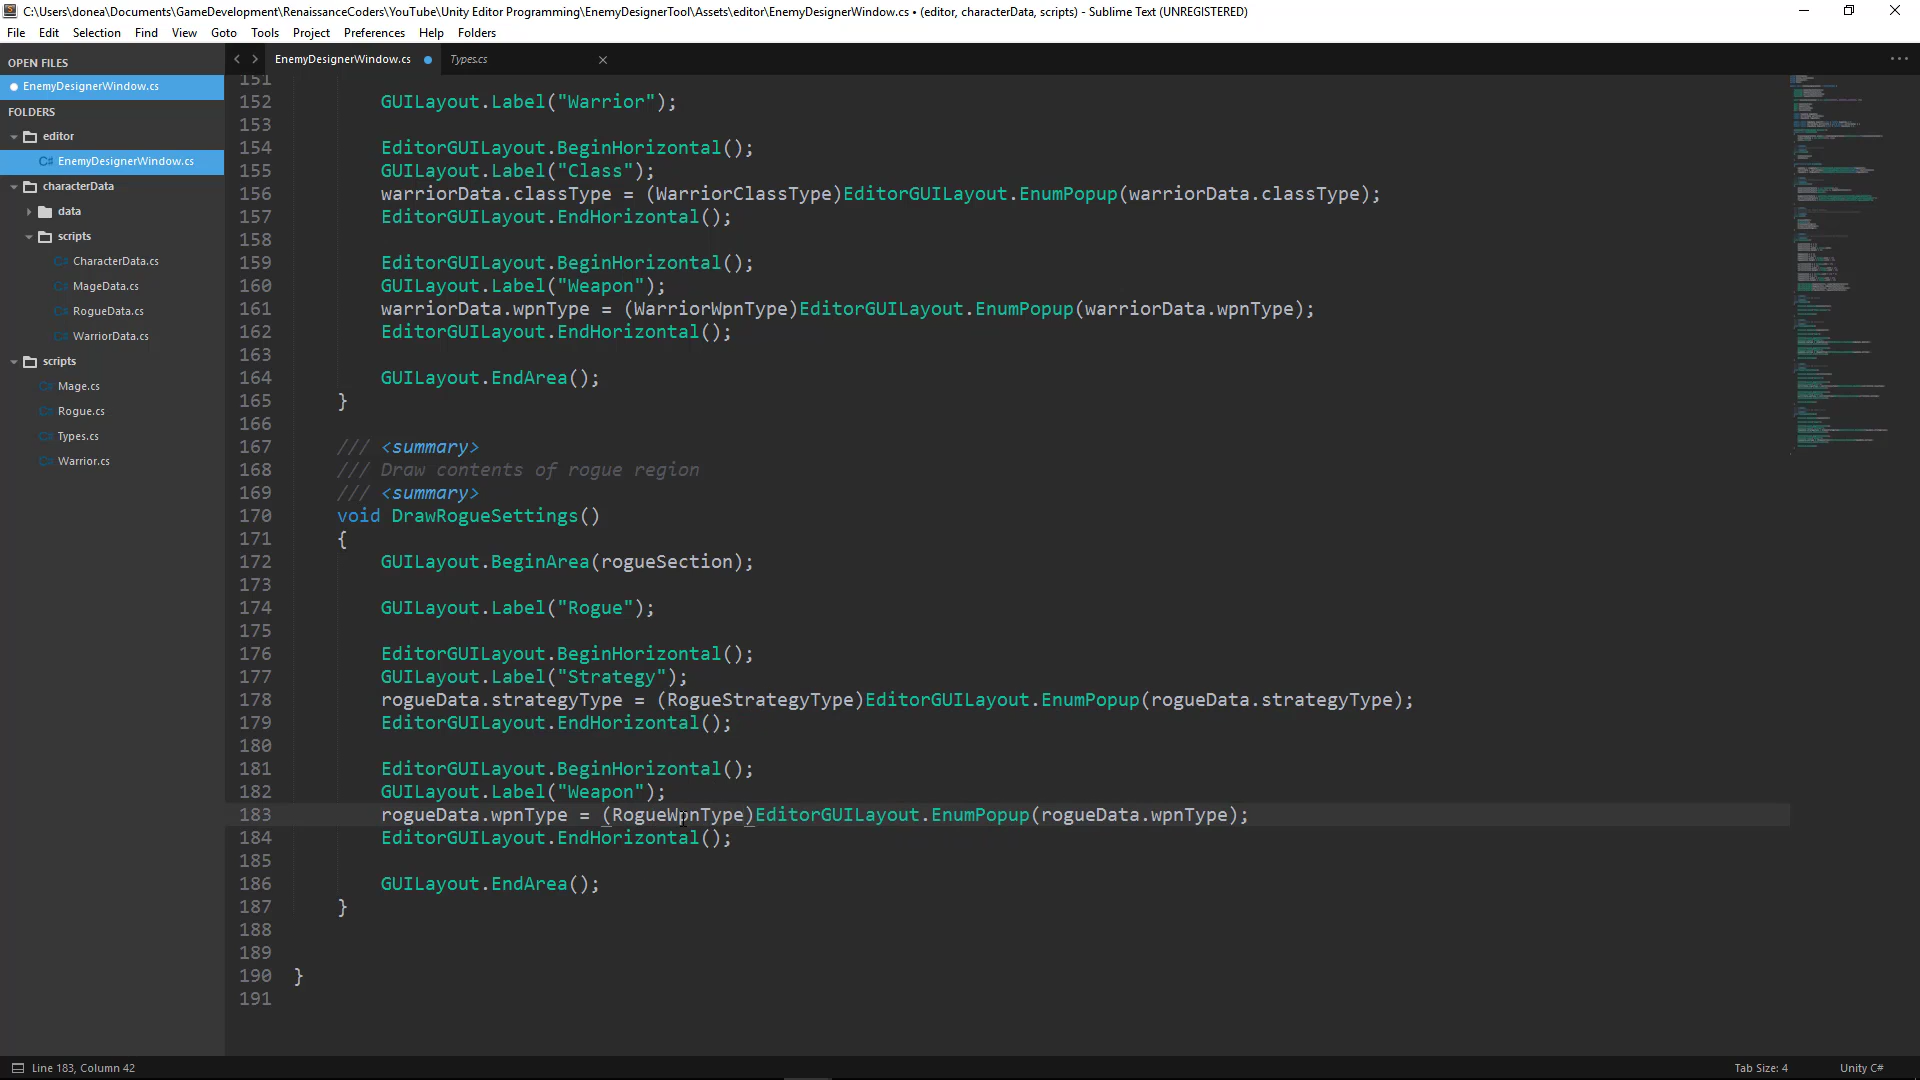 C:\Users\donea\Documents\GameDevelopment\RenaissanceCoders\YouTube\Unity Editor Programming\EnemyDesignerTool\Assets\editor\EnemyDesignerWindow.cs • (editor, characterData, scripts) - Sublime Text (UNREGISTERED)
File Edit Selection Find View Goto Tools Project Preferences Help Folders
OPEN FILES
EnemyDesignerWindow.cs
FOLDERS
editor
EnemyDesignerWindow.cs
characterData
data
scripts
CharacterData.cs
MageData.cs
RogueData.cs
WarriorData.cs
scripts
Mage.cs
Rogue.cs
Types.cs
Warrior.cs
EnemyDesignerWindow.cs Types.cs
151
152 GUILayout.Label("Warrior");
153
154 EditorGUILayout.BeginHorizontal();
155 GUILayout.Label("Class");
156 warriorData.classType = (WarriorClassType)EditorGUILayout.EnumPopup(warriorData.classType);
157 EditorGUILayout.EndHorizontal();
158
159 EditorGUILayout.BeginHorizontal();
160 GUILayout.Label("Weapon");
161 warriorData.wpnType = (WarriorWpnType)EditorGUILayout.EnumPopup(warriorData.wpnType);
162 EditorGUILayout.EndHorizontal();
163
164 GUILayout.EndArea();
165 }
166
167 /// <summary>
168 /// Draw contents of rogue region
169 /// <summary>
170 void DrawRogueSettings()
171 {
172 GUILayout.BeginArea(rogueSection);
173
174 GUILayout.Label("Rogue");
175
176 EditorGUILayout.BeginHorizontal();
177 GUILayout.Label("Strategy");
178 rogueData.strategyType = (RogueStrategyType)EditorGUILayout.EnumPopup(rogueData.strategyType);
179 EditorGUILayout.EndHorizontal();
180
181 EditorGUILayout.BeginHorizontal();
182 GUILayout.Label("Weapon");
183 rogueData.wpnType = (RogueWpnType)EditorGUILayout.EnumPopup(rogueData.wpnType);
184 EditorGUILayout.EndHorizontal();
185
186 GUILayout.EndArea();
187 }
188
189
190 }
191
Line 183, Column 42 Tab Size: 4 Unity C#